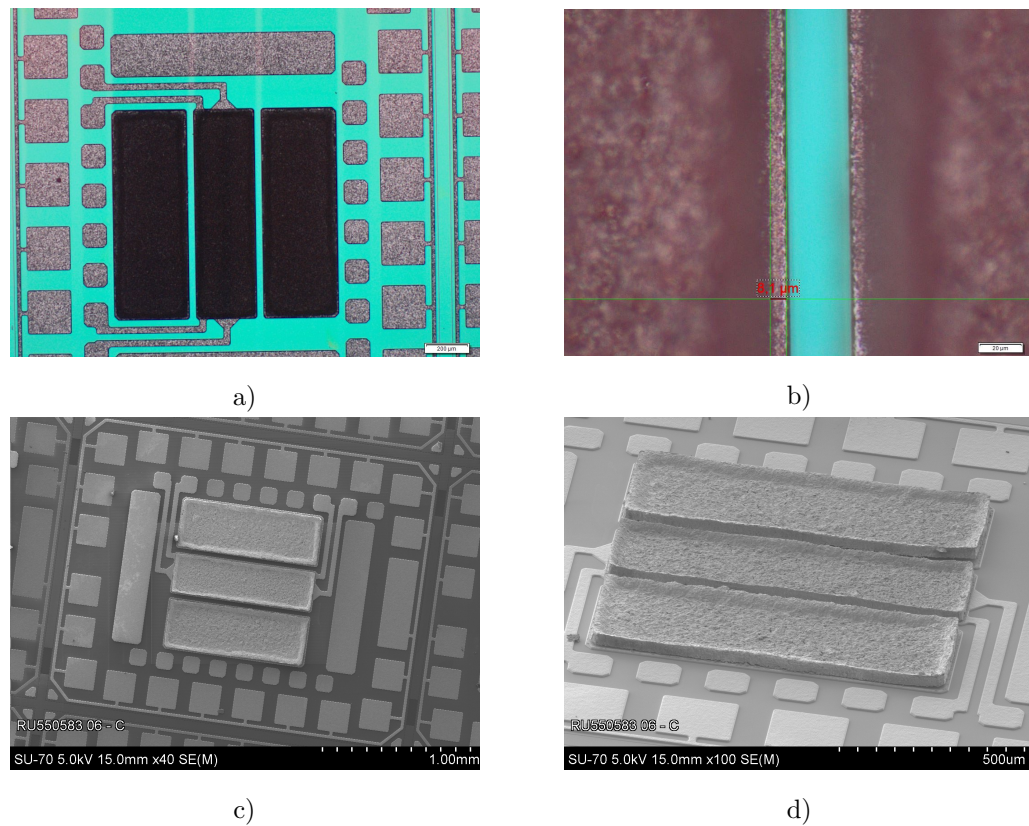 200 µm
8.1 µm
20 µm
a)
b)
RU550583 06 - C
SU-70 5.0kV 15.0mm x40 SE(M)
1.00mm
RU550583 06 - C
SU-70 5.0kV 15.0mm x100 SE(M)
500um
c)
d)